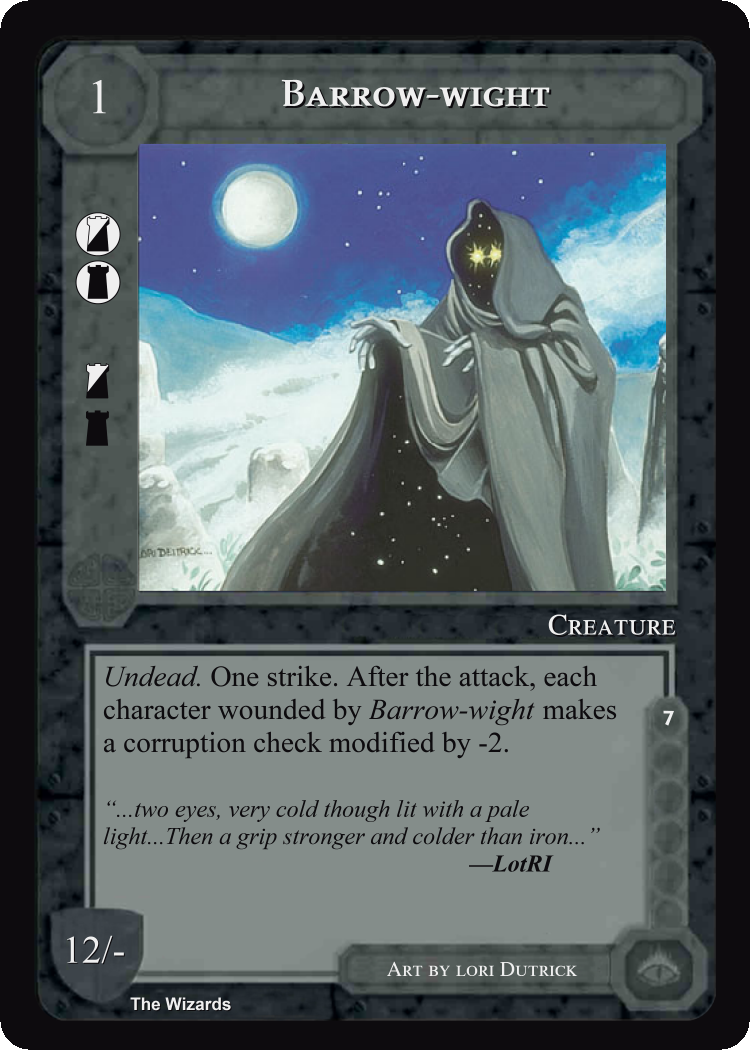 1
Barrow-wight
Creature
Undead. One strike. After the attack, each
character wounded by Barrow-wight makes
a corruption check modified by -2.
7
“...two eyes, very cold though lit with a pale
light...Then a grip stronger and colder than iron...”
—LotRI
12/-
Art by lori Dutrick
The Wizards